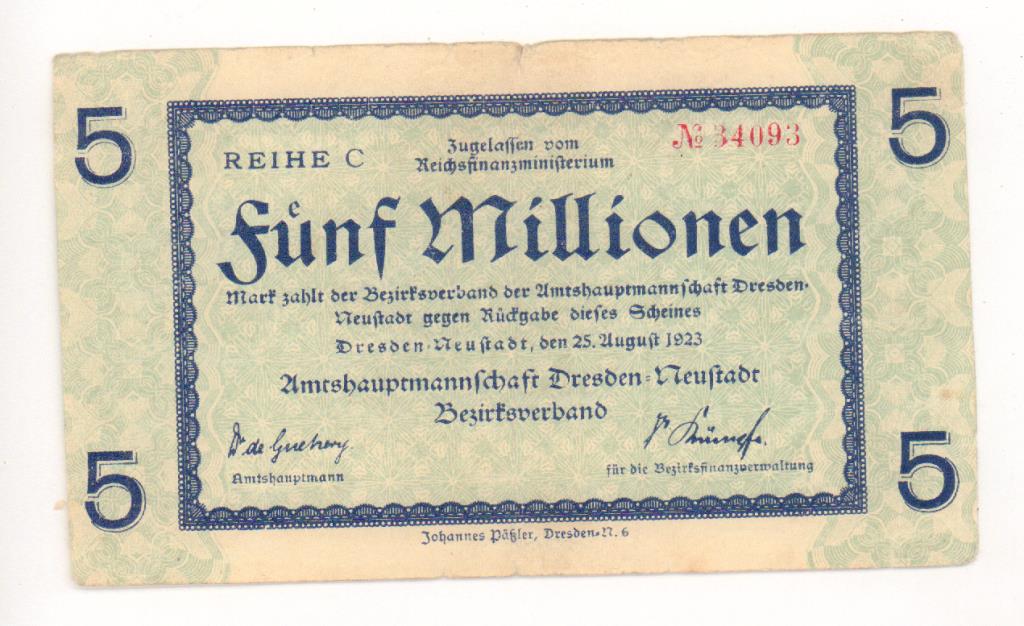 5
5
REIHE C
Zugelassen vom
Reichsfinanzministerium
№ 34093
Fünf Millionen
Mark zahlt der Bezirksverband der Amtshauptmannschaft Dresden-
Neustadt gegen Rückgabe dieses Scheines
Dresden-Neustadt, den 25. August 1923
Amtshauptmannschaft Dresden-Neustadt
Bezirksverband
Dr de
Amtshauptmann
für die Bezirksfinanzverwaltung
5
5
Johannes Päßler, Dresden-N. 6